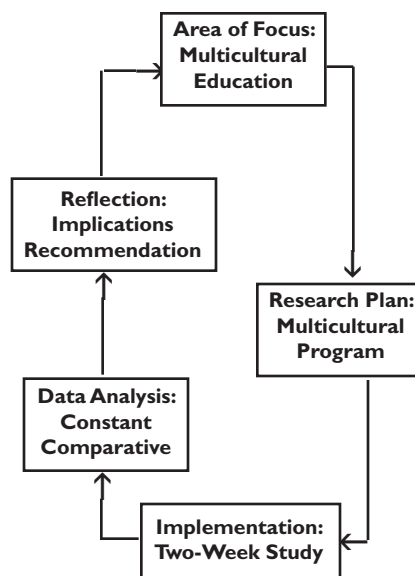 Area of Focus:
Multicultural
Education
Research Plan:
Multicultural
Program
Implementation:
Two-Week Study
Data Analysis:
Constant
Comparative
Reflection:
Implications
Recommendation